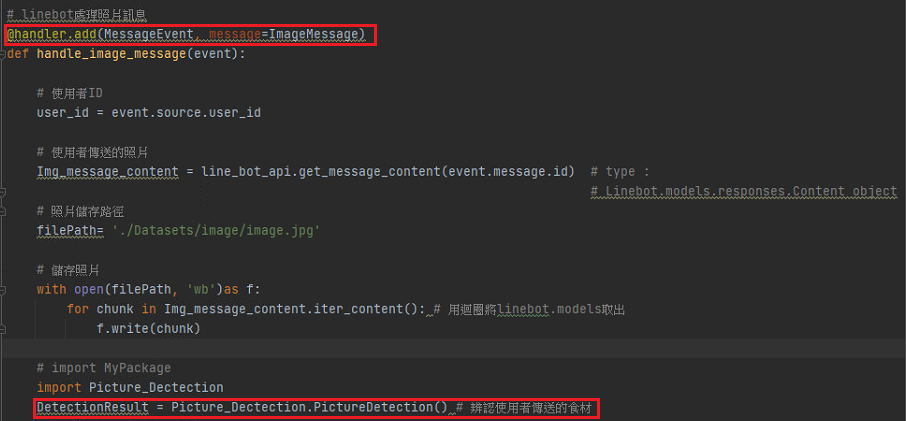 # linebot處理照片訊息
@handler.add(MessageEvent, message=ImageMessage)
def handle_image_message(event):
# 使用者ID
user_id = event.source.user_id
# 使用者傳送的照片
Img_message_content = line_bot_api.get_message_content(event.message.id)  # type :
# Linebot.models.responses.Content object
# 照片儲存路徑
filePath= './Datasets/image/image.jpg'
# 儲存照片
with open(filePath, 'wb')as f:
for chunk in Img_message_content.iter_content(): # 用迴圈將linebot.models取出
f.write(chunk)
# import MyPackage
import Picture_Dectection
DetectionResult = Picture_Dectection.PictureDetection() # 辨認使用者傳送的食材